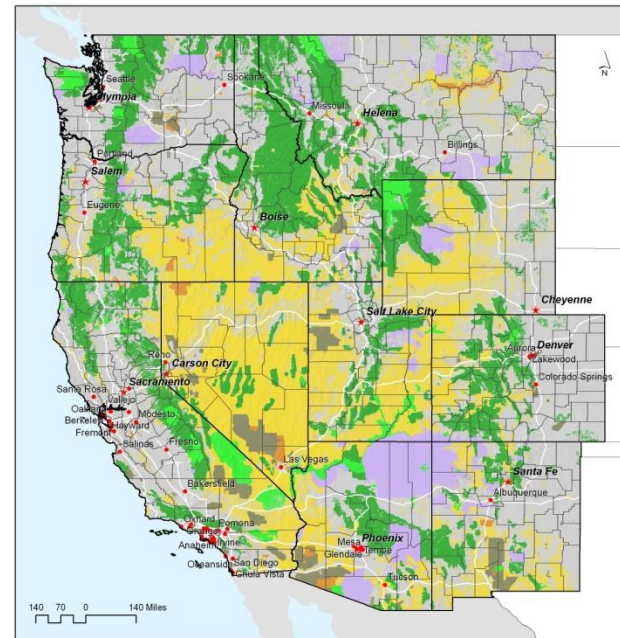 N
Seattle
Olympia
Spokane
Missoula
Helena
Billings
Portland
Salem
Eugene
Boise
Salt Lake City
Cheyenne
Reno
Carson City
Sacramento
Santa Rosa
Vallejo
Oakland
Modesto
Berkeley
Hayward
Fremont
Salinas
Fresno
Bakersfield
Las Vegas
Aurora
Denver
Lakewood
Colorado Springs
Santa Fe
Albuquerque
Oxnard
Pomona
Orange
Anaheim
Irvine
Oceanside
San Diego
Chula Vista
Phoenix
Mesa
Glendale
Tempe
Tucson
140 70 0 140 Miles